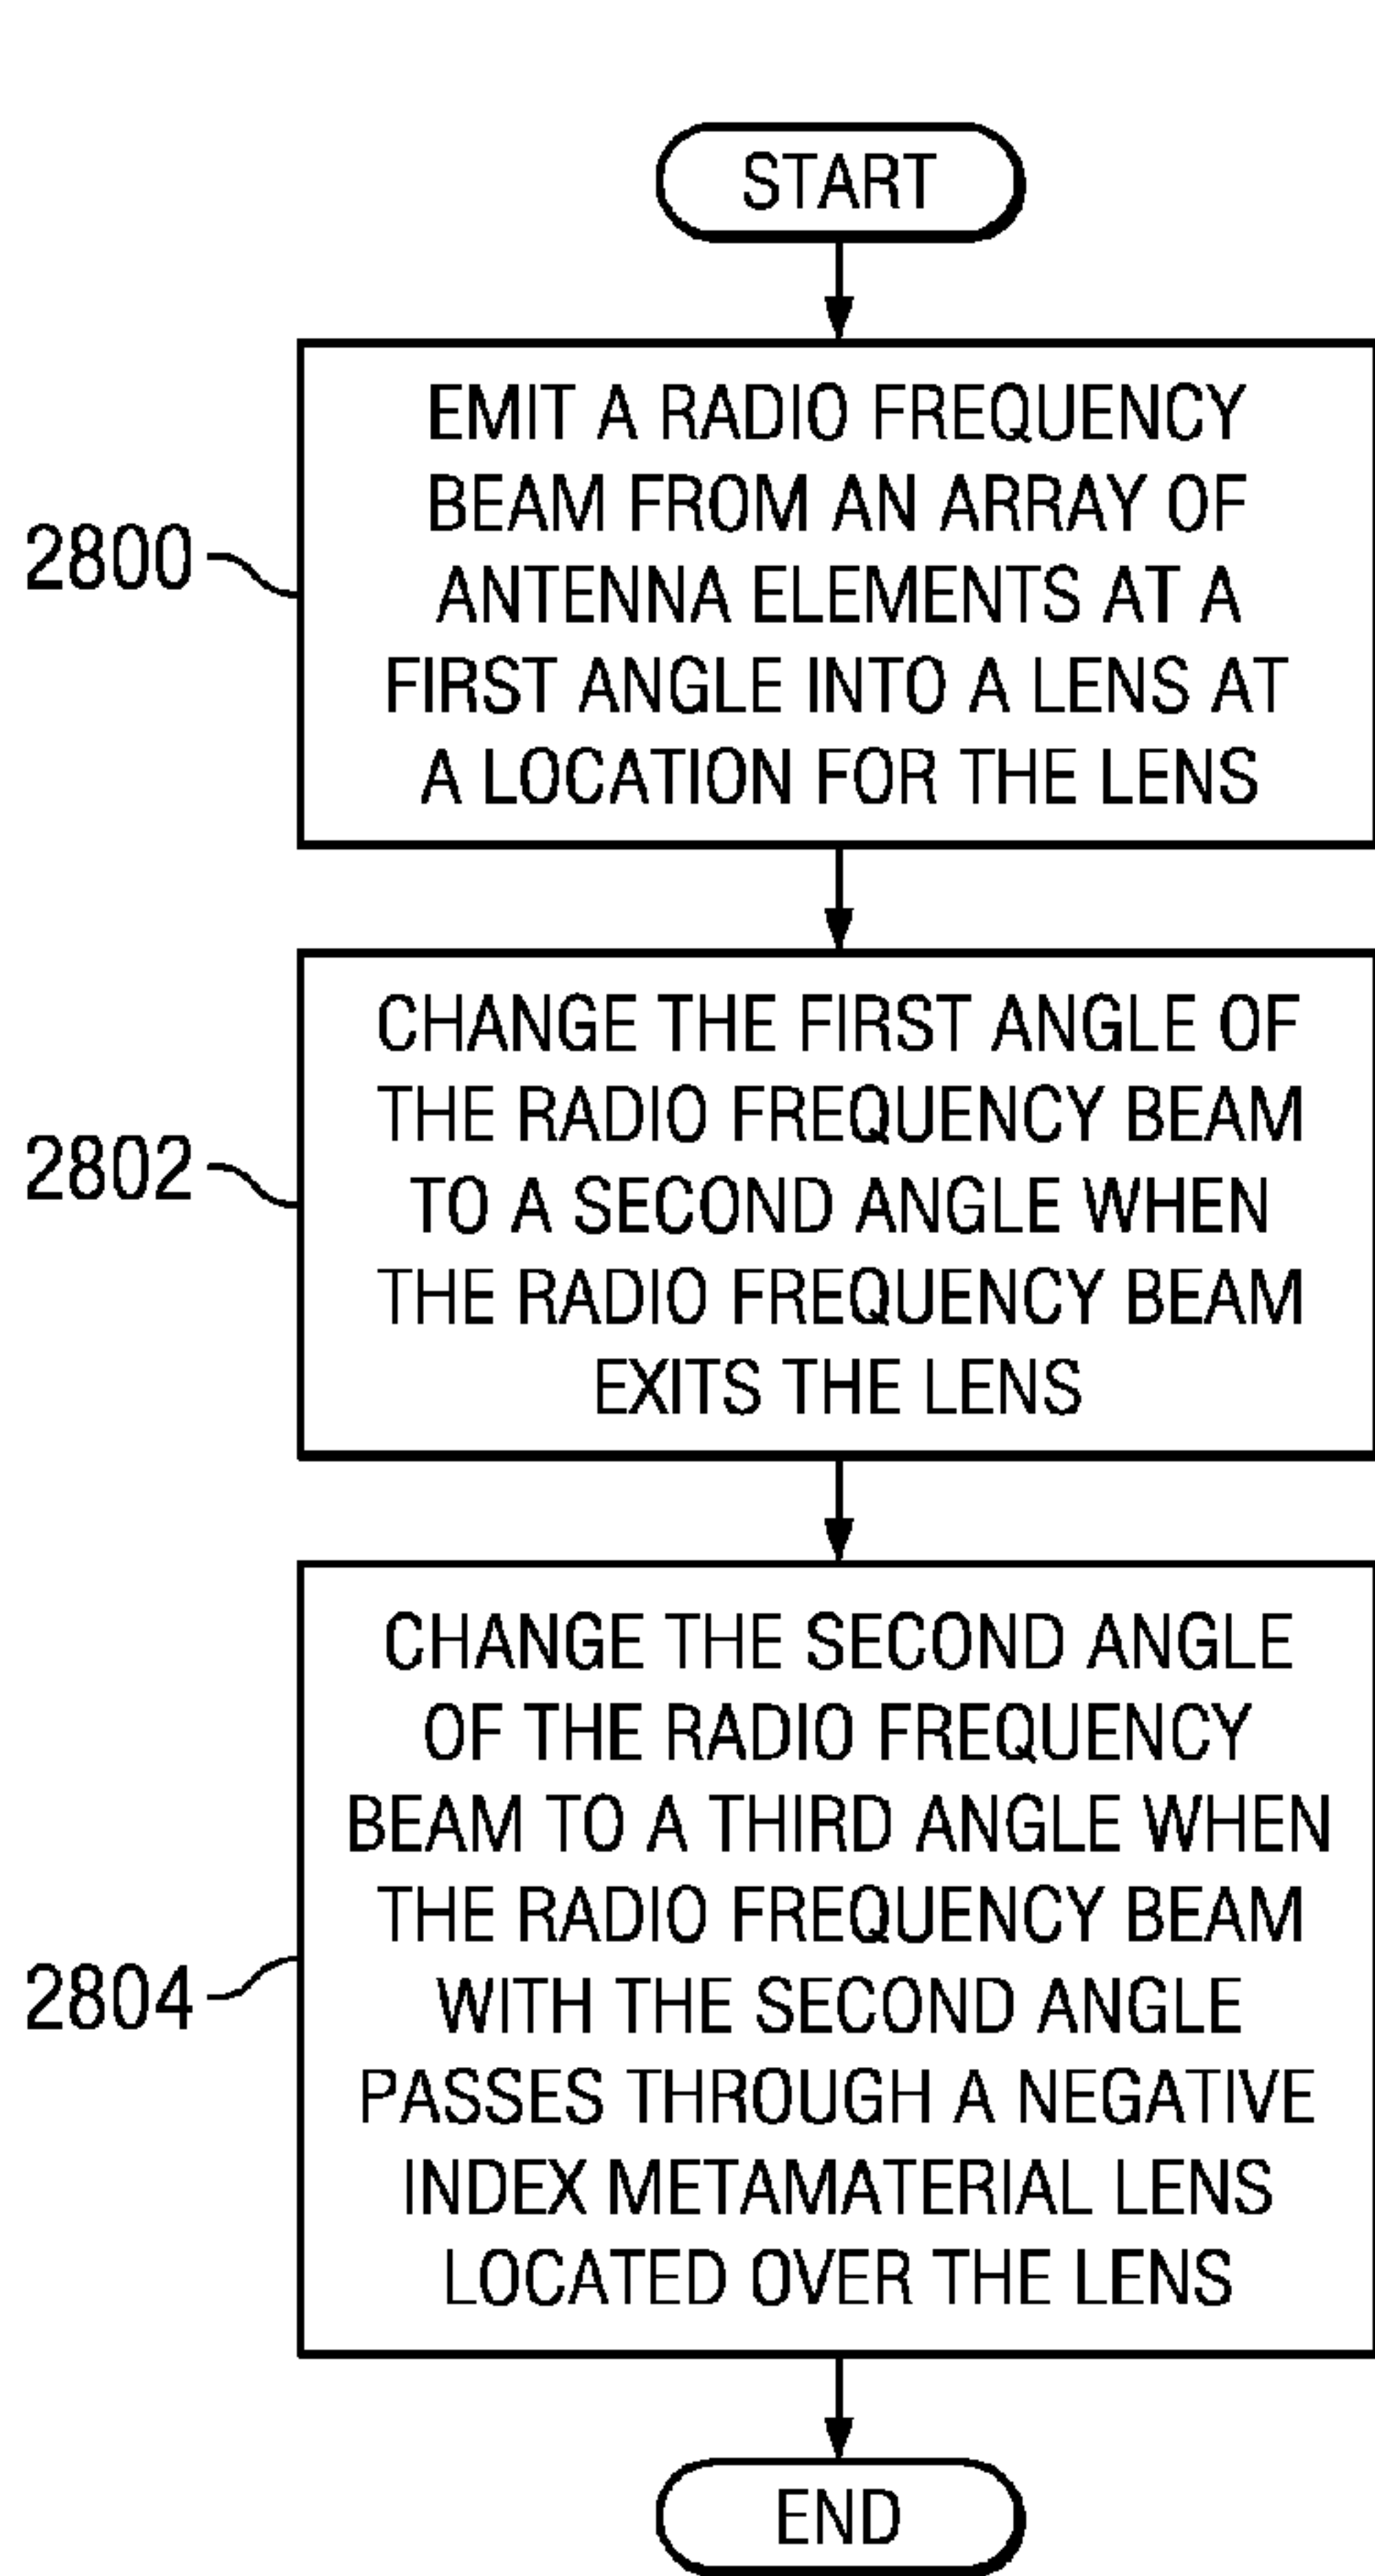 START
EMIT A RADIO FREQUENCY
BEAM FROM AN ARRAY OF
ANTENNA ELEMENTS AT A
FIRST ANGLE INTO A LENS AT
A LOCATION FOR THE LENS
2800
CHANGE THE FIRST ANGLE OF
THE RADIO FREQUENCY BEAM
TO A SECOND ANGLE WHEN
THE RADIO FREQUENCY BEAM
EXITS THE LENS
2802
CHANGE THE SECOND ANGLE
OF THE RADIO FREQUENCY
BEAM TO A THIRD ANGLE WHEN
THE RADIO FREQUENCY BEAM
WITH THE SECOND ANGLE
PASSES THROUGH A NEGATIVE
INDEX METAMATERIAL LENS
LOCATED OVER THE LENS
2804
END